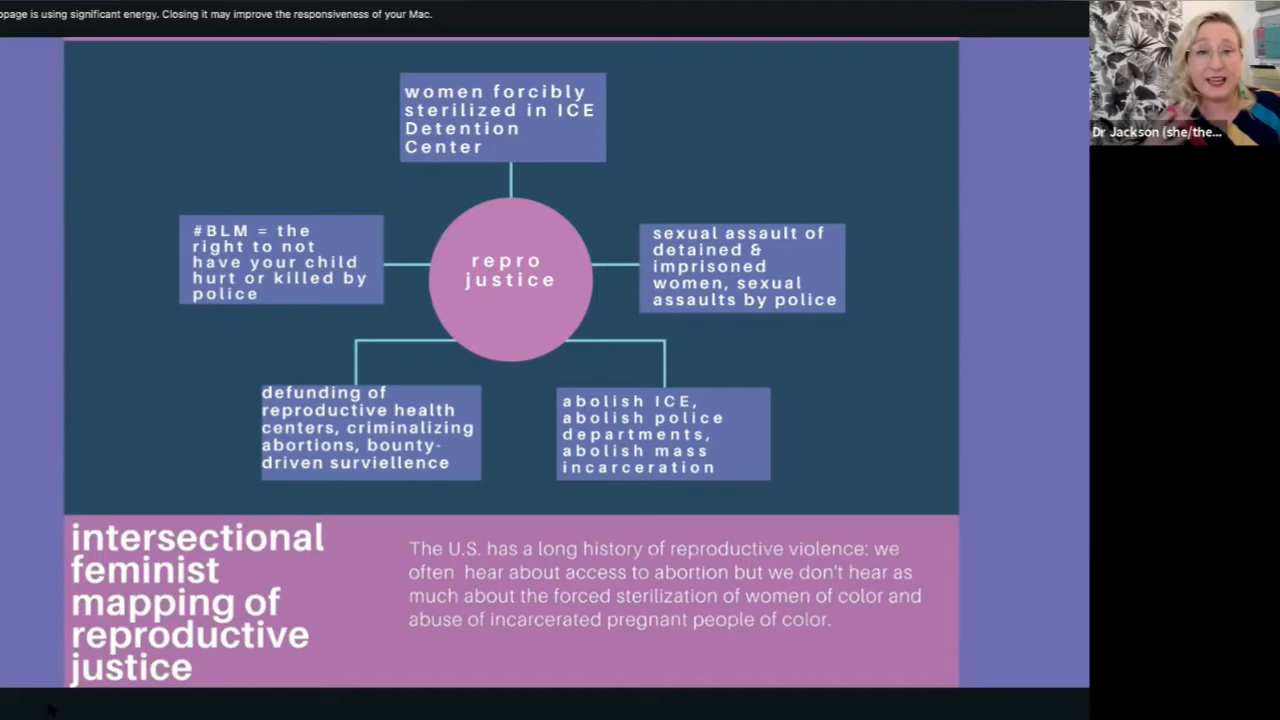 opage is using significant energy. Closing it may improve the responsiveness of your Mac.
Dr Jackson (she/the...
women forcibly
sterilized in ICE
Detention
Center
#BLM = the
right to not
have your child
hurt or killed by
police
repro
justice
sexual assault of
detained &
imprisoned
women, sexual
assaults by police
defunding of
reproductive health
centers, criminalizing
abortions, bounty-
driven surviellence
abolish ICE,
abolish police
departments,
abolish mass
incarceration
intersectional
feminist
mapping of
reproductive
justice
The U.S. has a long history of reproductive violence: we
often hear about access to abortion but we don't hear as
much about the forced sterilization of women of color and
abuse of incarcerated pregnant people of color.